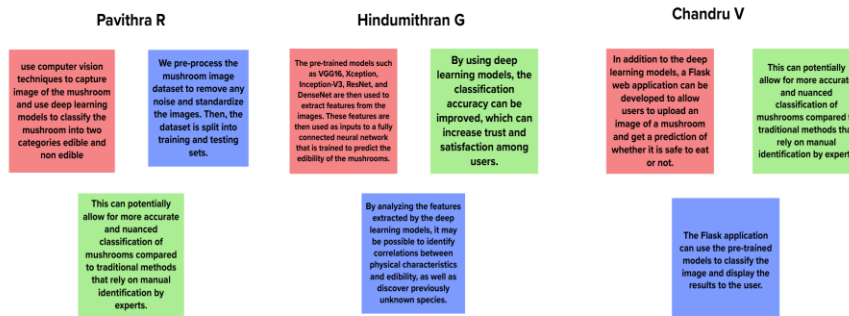 Pavithra R
use computer vision
techniques to capture
image of the mushroom
and use deep learning
models to classify the
mushroom into two
categories edible and
non edible
We pre-process the
mushroom image
dataset to remove any
noise and standardize
the images. Then, the
dataset is split into
training and testing
sets.
This can potentially
allow for more accurate
and nuanced
classification of
mushrooms compared
to traditional methods
that rely on manual
identification by
experts.
Hindumithran G
The pre-trained models such
as VGG16, Xception,
Inception-V3, ResNet, and
DenseNet are then used to
extract features from the
images. These features are
then used as inputs to a fully
connected neural network
that is trained to predict the
edibility of the mushrooms.
By using deep
learning models, the
classification
accuracy can be
improved, which can
increase trust and
satisfaction among
users.
By analyzing the features
extracted by the deep
learning models, it may
be possible to identify
correlations between
physical characteristics
and edibility, as well as
discover previously
unknown species.
Chandru V
In addition to the deep
learning models, a Flask
web application can be
developed to allow
users to upload an
image of a mushroom
and get a prediction of
whether it is safe to eat
or not.
This can potentially
allow for more accurate
and nuanced
classification of
mushrooms compared
traditional methods
rely on manual
identification by
The Flask application
can use the pre-trained
models to classify the
image and display the
results to the user.